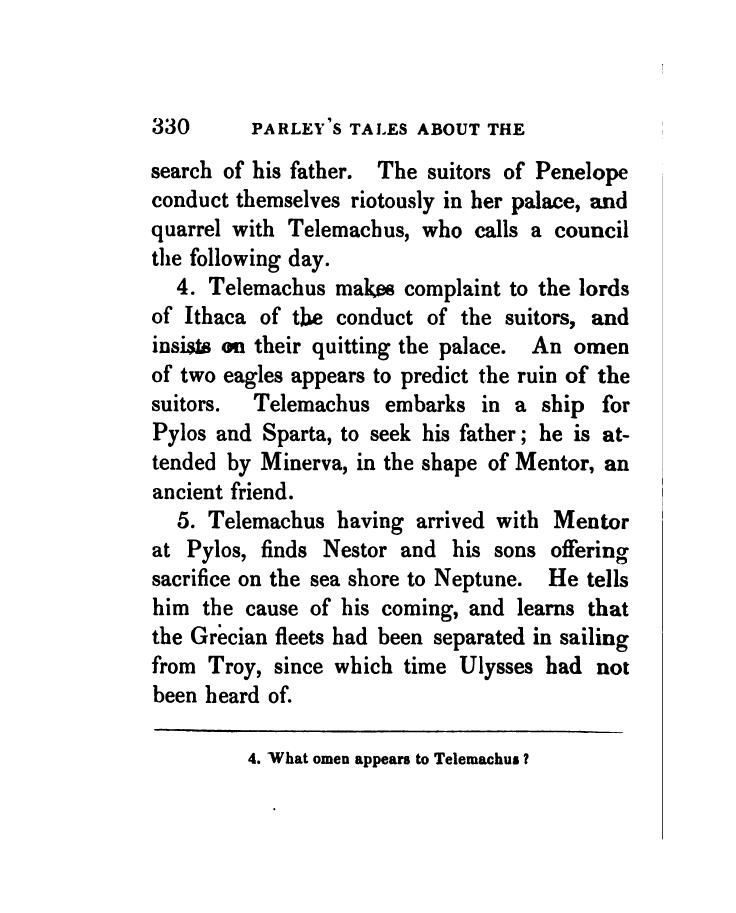 330 PARLEY'S TALES ABOUT THE
search of his father. The suitors of Penelope
conduct themselves riotously in her palace, and
quarrel with Telemachus, who calls a council
the following day.
4. Telemachus makes complaint to the lords
of Ithaca of the conduct of the suitors, and
insists on their quitting the palace. An omen
of two eagles appears to predict the ruin of the
suitors. Telemachus embarks in a ship for
Pylos and Sparta, to seek his father; he is at-
tended by Minerva, in the shape of Mentor, an
ancient friend.
5. Telemachus having arrived with Mentor
at Pylos, finds Nestor and his sons offering
sacrifice on the sea shore to Neptune. He tells
him the cause of his coming, and learns that
the Grecian fleets had been separated in sailing
from Troy, since which time Ulysses had not
been heard of.
4. What omen appears to Telemachus?